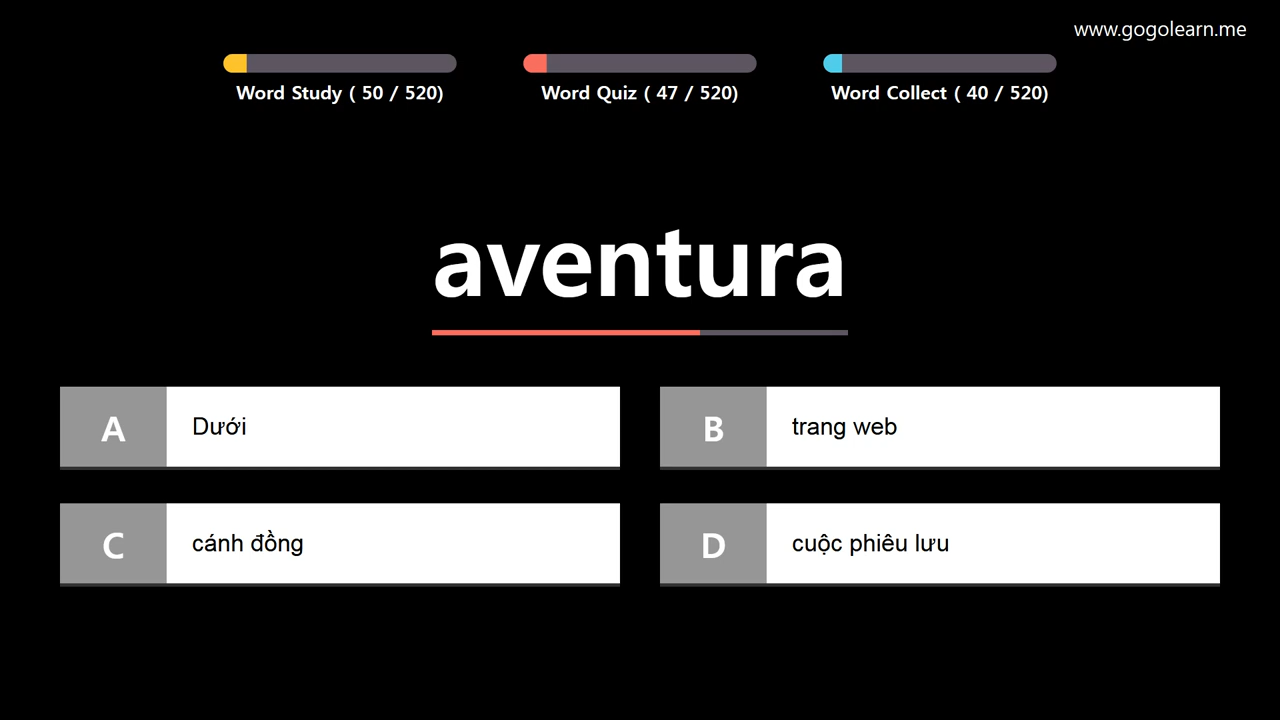 www.gogolearn.me
Word Study ( 50 / 520)
Word Quiz ( 47 / 520)
Word Collect ( 40 / 520)
aventura
A
Dưới
B
trang web
C
cánh đồng
D
cuộc phiêu lưu